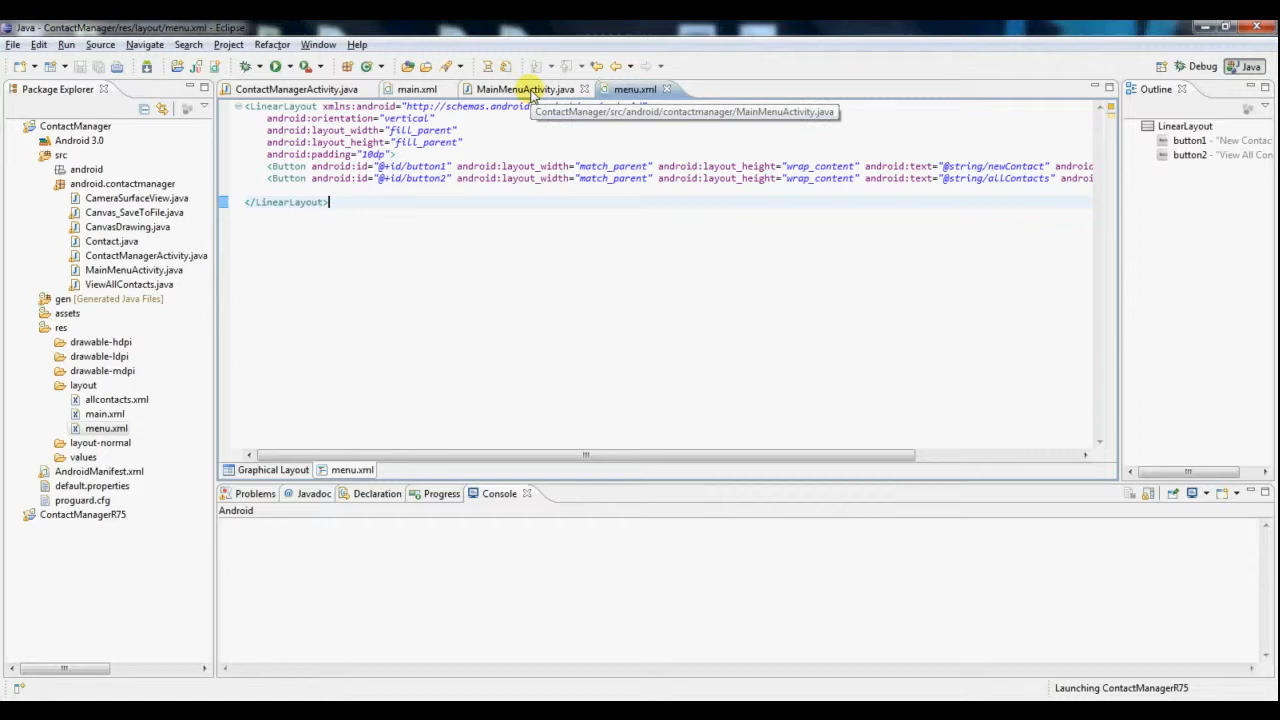 Java - ContactManager/res/layout/menu.xml - Eclipse
File Edit Run Source Navigate Search Project Refactor Window Help
Debug Java
Package Explorer
ContactManager
Android 3.0
src
android
android.contactmanager
CameraSurfaceView.java
Canvas_SaveToFile.java
CanvasDrawing.java
Contact.java
ContactManagerActivity.java
MainMenuActivity.java
ViewAllContacts.java
gen [Generated Java Files]
assets
res
drawable-hdpi
drawable-ldpi
drawable-mdpi
layout
allcontacts.xml
main.xml
menu.xml
layout-normal
values
AndroidManifest.xml
default.properties
proguard.cfg
ContactManagerR75
ContactManagerActivity.java main.xml MainMenuActivity.java menu.xml
<LinearLayout xmlns:android="http://schemas.andro
ContactManager/src/android/contactmanager/MainMenuActivity.java
android:orientation="vertical"
android:layout_width="fill_parent"
android:layout_height="fill_parent"
android:padding="10dp">
<Button android:id="@+id/button1" android:layout_width="match_parent" android:layout_height="wrap_content" android:text="@string/newContact" androi
<Button android:id="@+id/button2" android:layout_width="match_parent" android:layout_height="wrap_content" android:text="@string/allContacts" androi
</LinearLayout>
Graphical Layout menu.xml
Outline
LinearLayout
button1 - "New Contac
button2 - "View All Con
Problems Javadoc Declaration Progress Console
Android
Launching ContactManagerR75